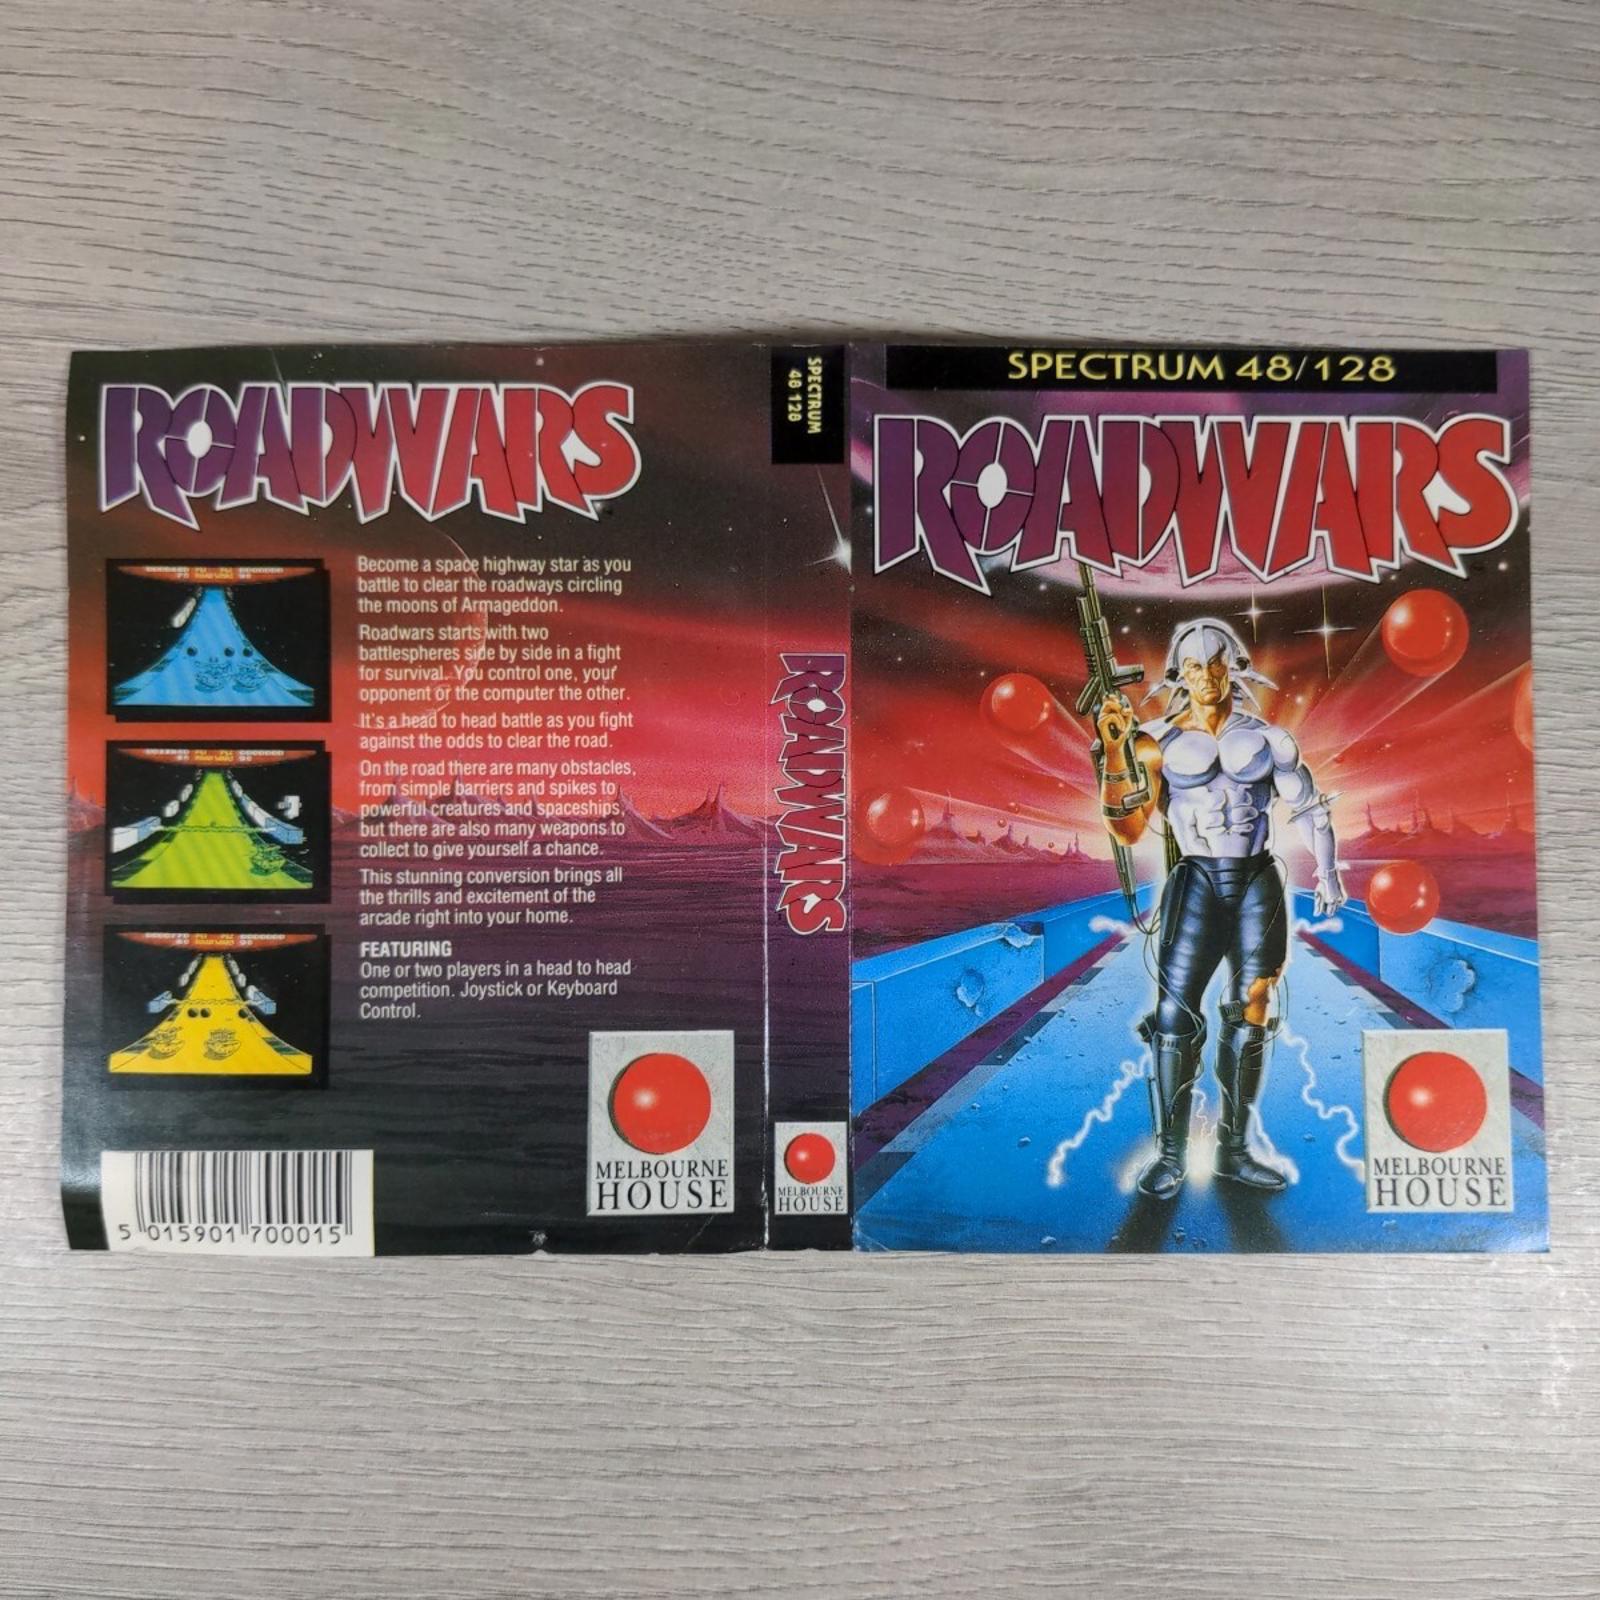 ROADWARS
Become a space highway star as you
battle to clear the roadways circling
the moons of Armageddon.
Roadwars starts with two
battlespheres side by side in a fight
for survival. You control one, your
opponent or the computer the other.
It's a head to head battle as you fight
against the odds to clear the road.
On the road there are many obstacles,
from simple barriers and spikes to
powerful creatures and spaceships,
but there are also many weapons to
collect to give yourself a chance.
This stunning conversion brings all
the thrills and excitement of the
arcade right into your home.
FEATURING
One or two players in a head to head
competition. Joystick or Keyboard
Control.
MELBOURNE
HOUSE
5 015901 700015
SPECTRUM
48 128
ROADWARS
MELBOURNE
HOUSE
SPECTRUM 48/128
ROADWARS
MELBOURNE
HOUSE